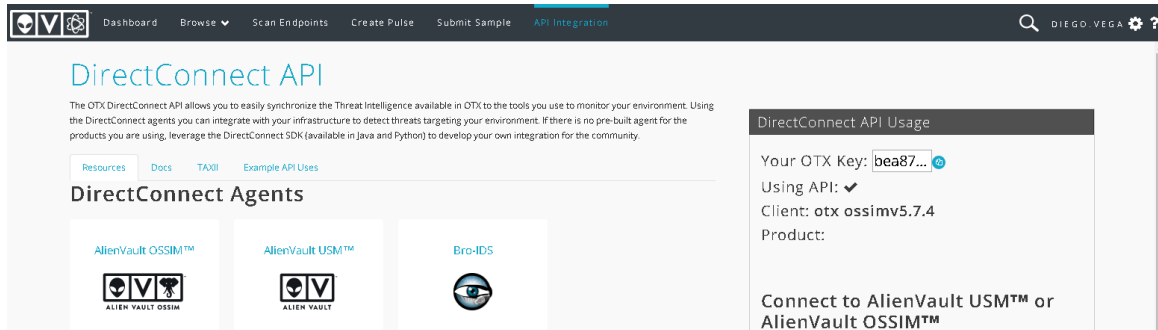 Dashboard Browse Scan Endpoints Create Pulse Submit Sample API Integration DIEGO.VEGA ?
DirectConnect API
The OTX DirectConnect API allows you to easily synchronize the Threat Intelligence available in OTX to the tools you use to monitor your environment. Using
the DirectConnect agents you can integrate with your infrastructure to detect threats targeting your environment. If there is no pre-built agent for the
products you are using, leverage the DirectConnect SDK (available in Java and Python) to develop your own integration for the community.
Resources Docs TAXII Example API Uses
DirectConnect Agents
AlienVault OSSIM™ AlienVault USM™ Bro-IDS
ALIEN VAULT OSSIM ALIEN VAULT
DirectConnect API Usage
Your OTX Key: bea87...
Using API: ✔
Client: otx ossimv5.7.4
Product:
Connect to AlienVault USM™ or
AlienVault OSSIM™